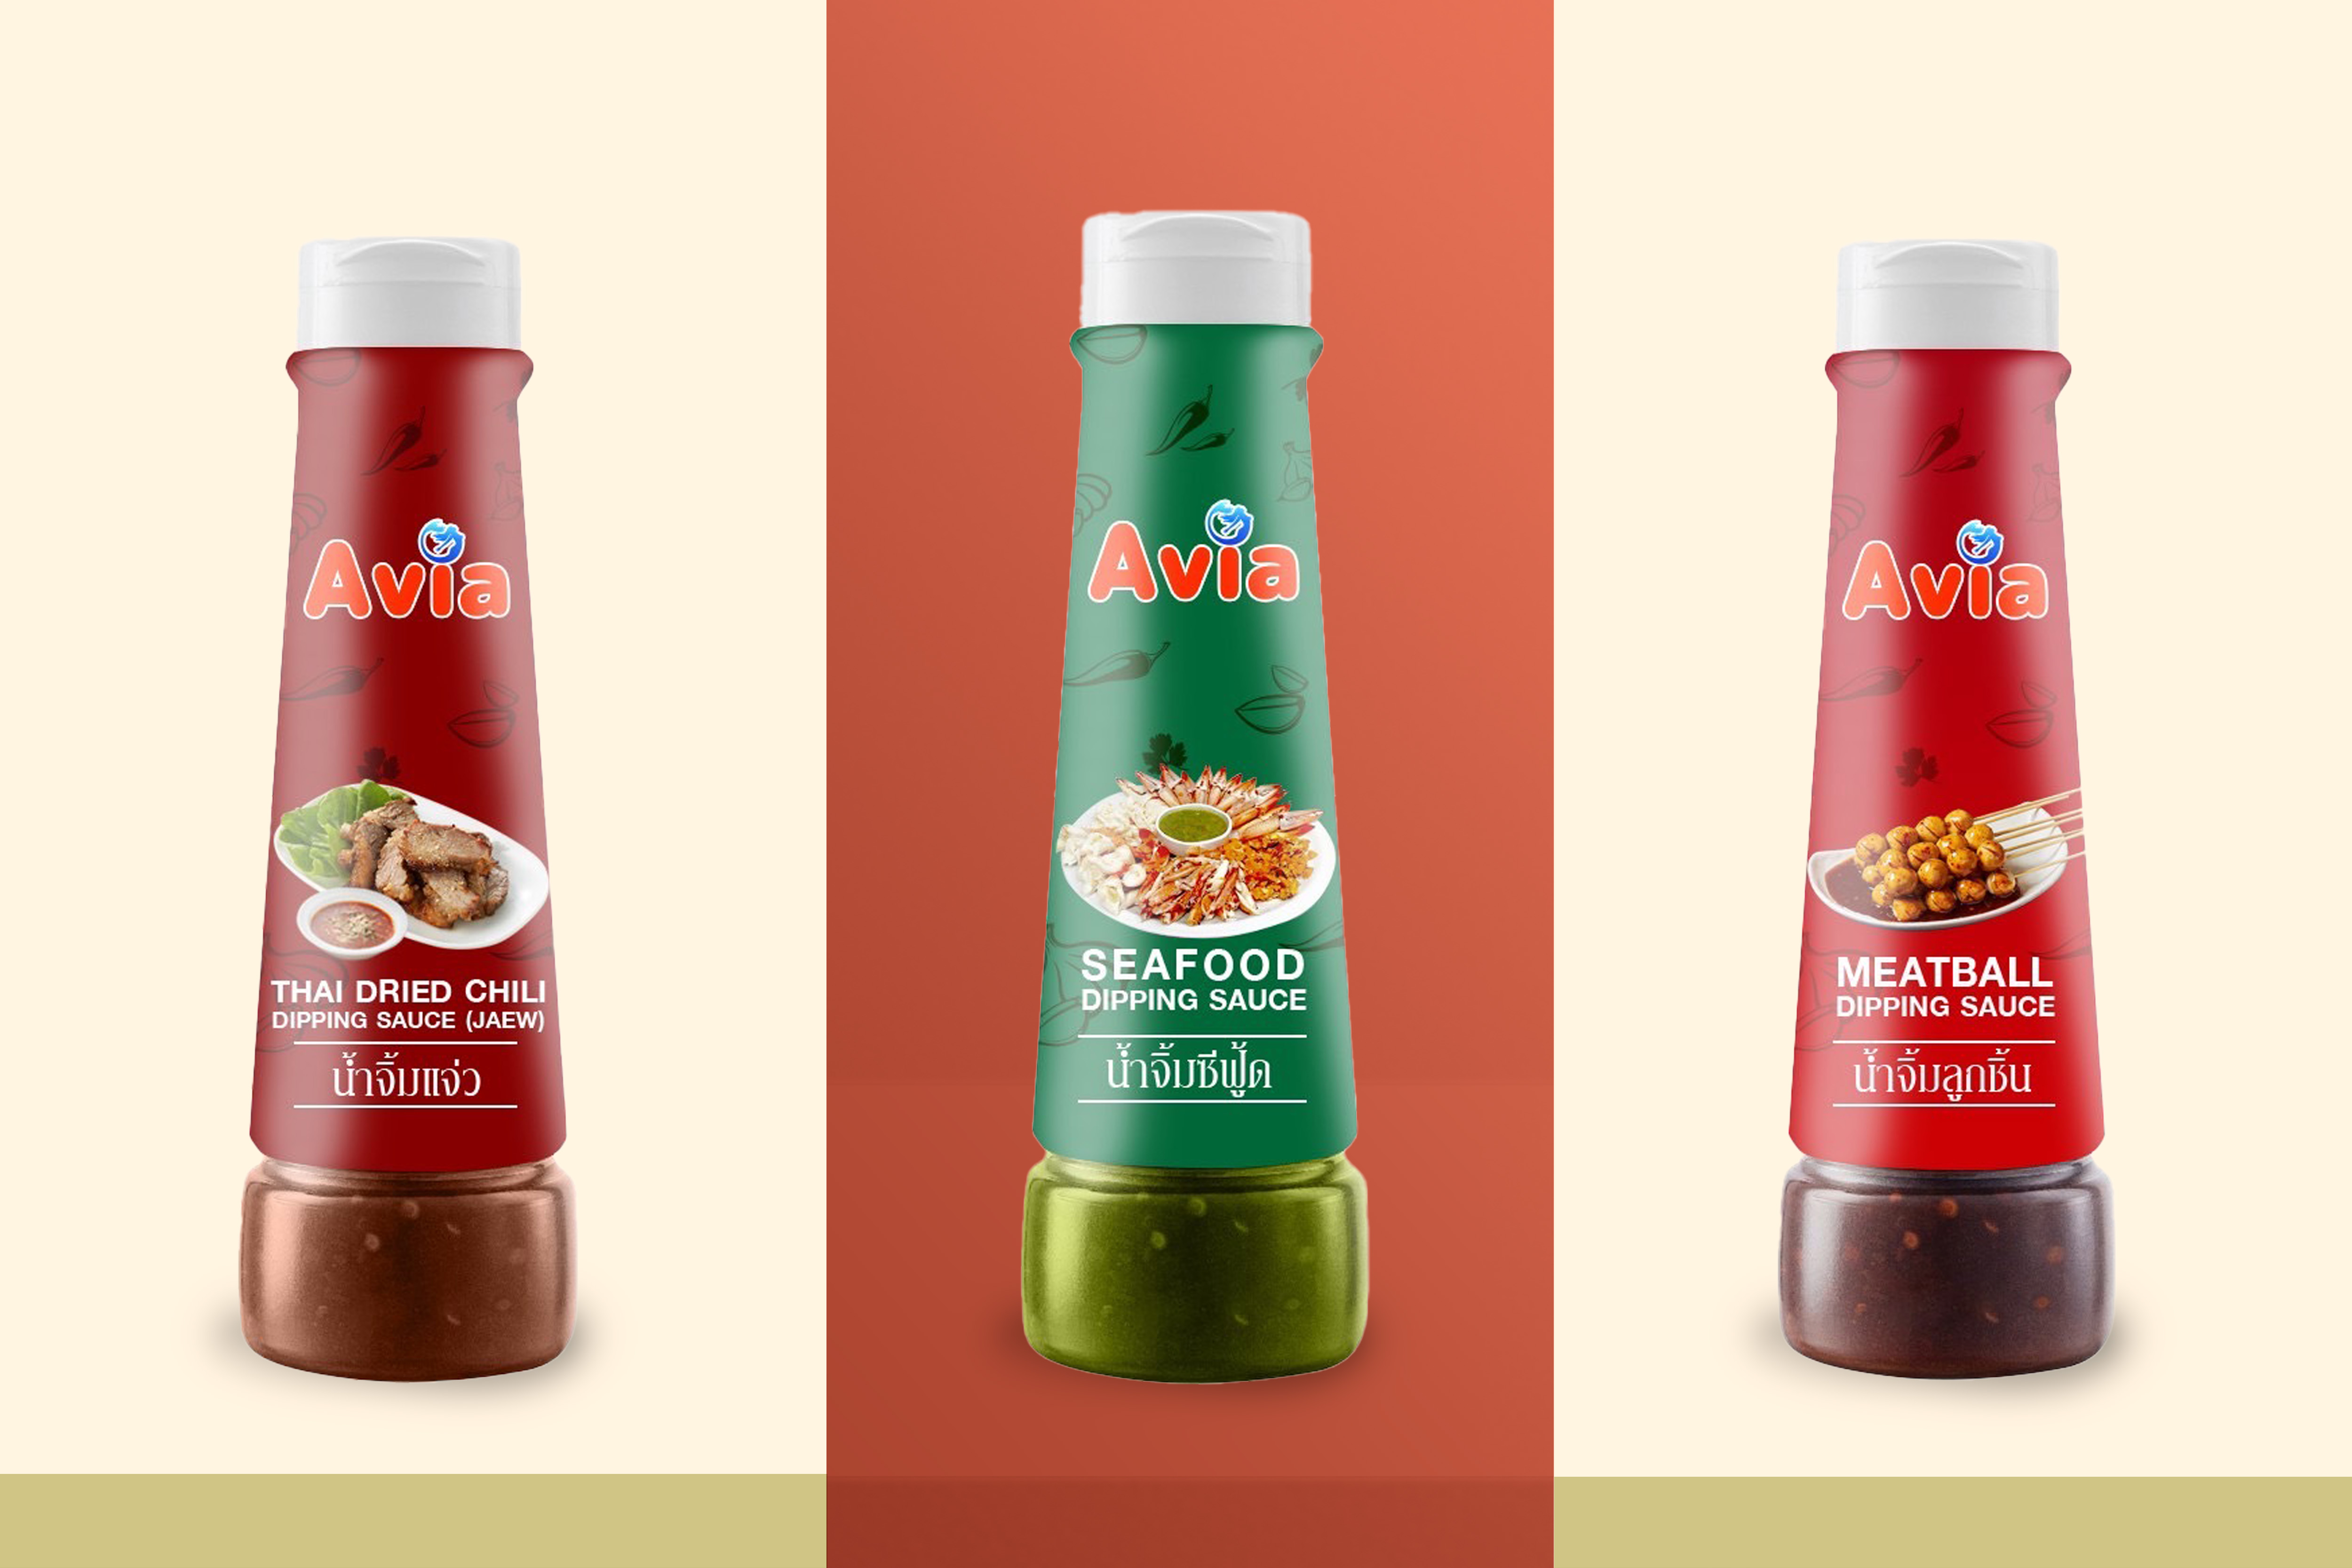 Avia
THAI DRIED CHILI
DIPPING SAUCE (JAEW)
น้ำจิ้มแจ่ว
Avia
SEAFOOD
DIPPING SAUCE
น้ำจิ้มซีฟู้ด
Avia
MEATBALL
DIPPING SAUCE
น้ำจิ้มลูกชิ้น